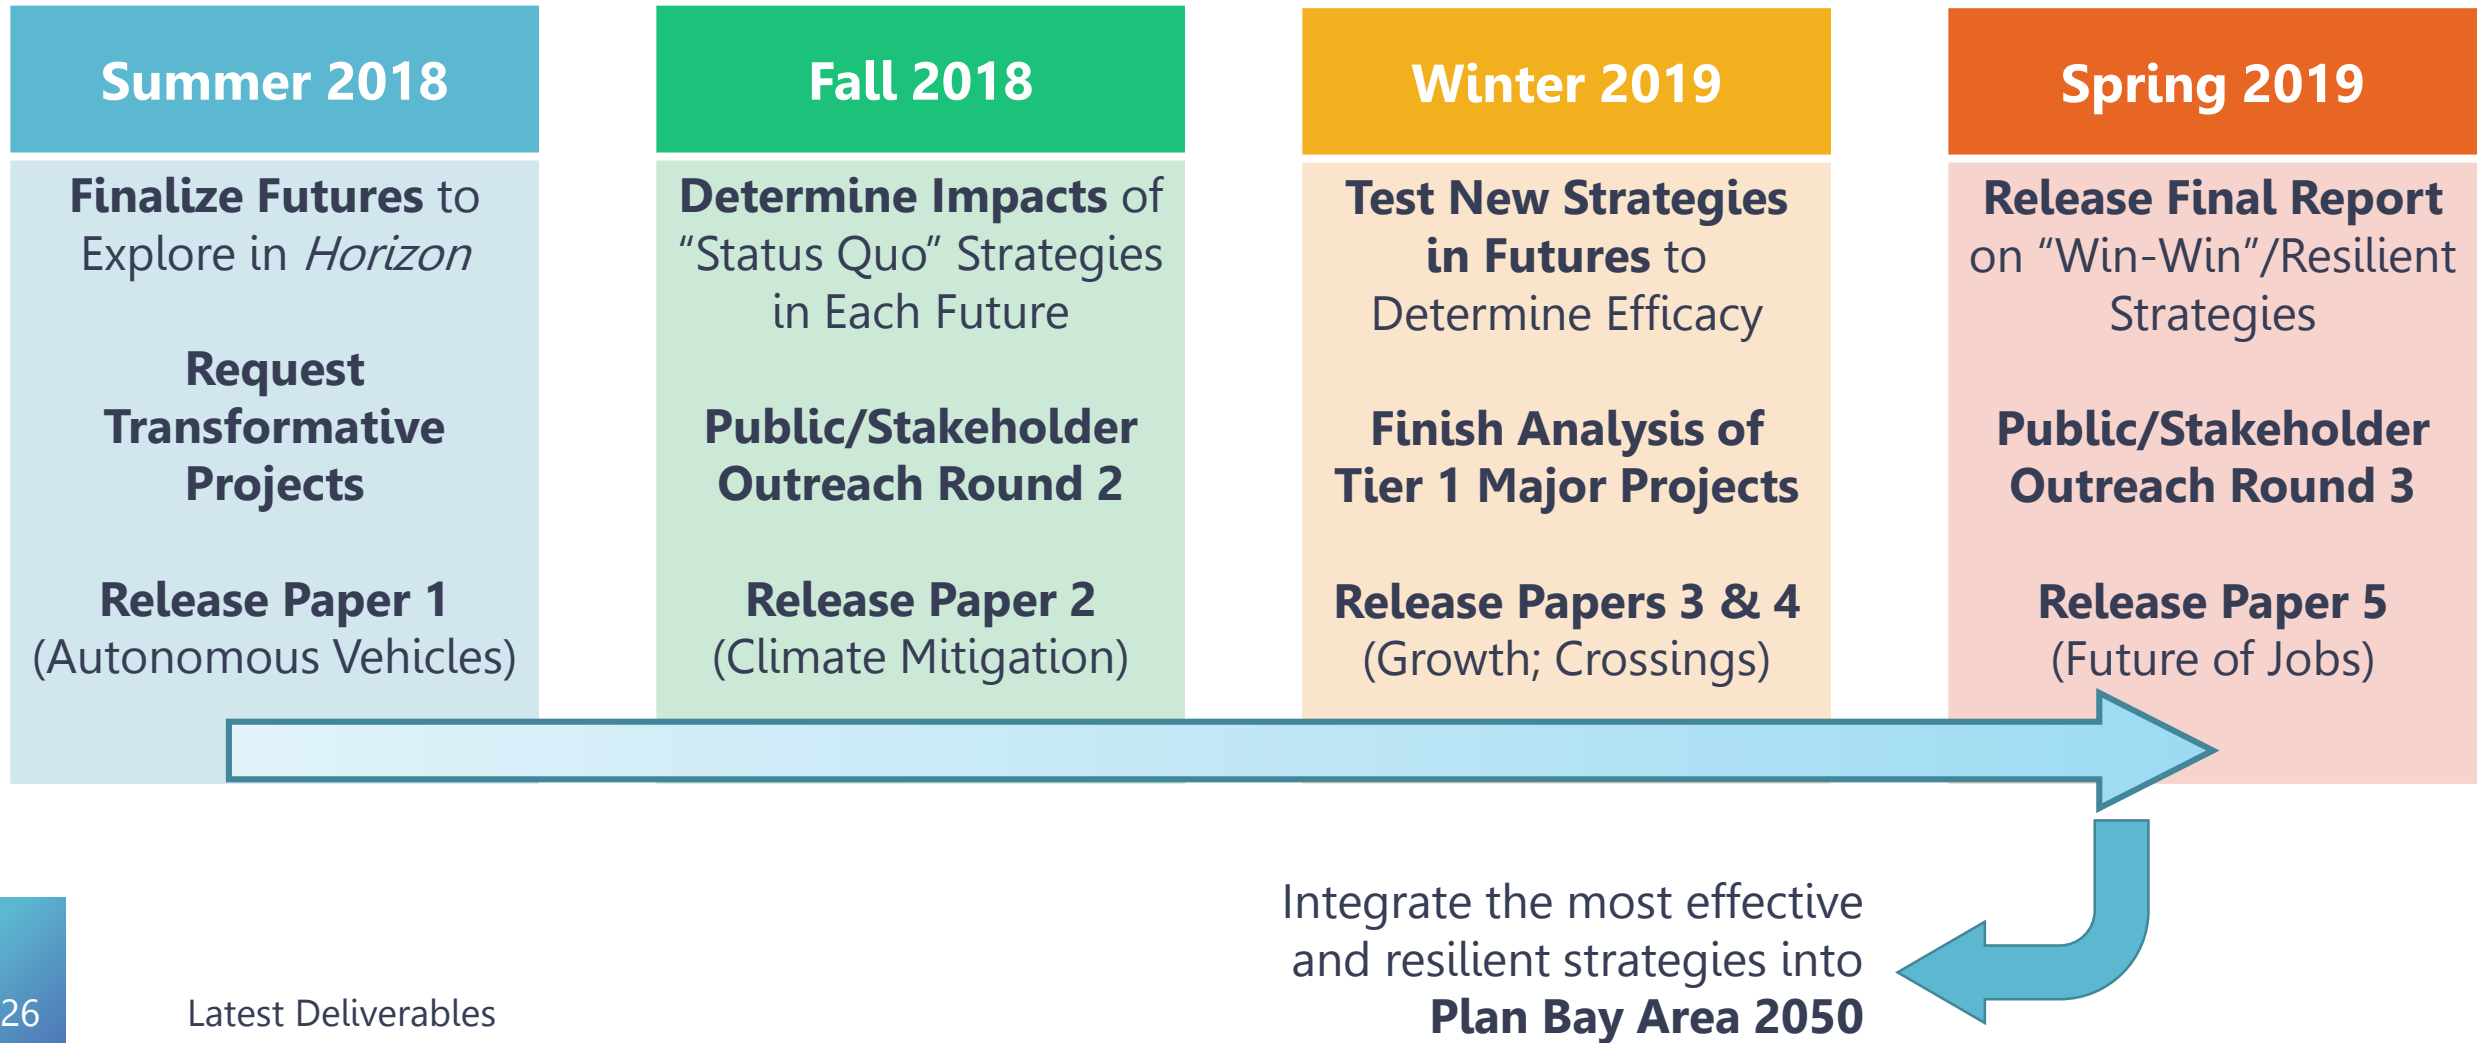 Summer 2018
Finalize Futures to
Explore in Horizon
Request
Transformative
Projects
Release Paper 1
(Autonomous Vehicles)
Fall 2018
Determine Impacts of
“Status Quo” Strategies
in Each Future
Public/Stakeholder
Outreach Round 2
Release Paper 2
(Climate Mitigation)
Winter 2019
Test New Strategies
in Futures to
Determine Efficacy
Finish Analysis of
Tier 1 Major Projects
Release Papers 3 & 4
(Growth; Crossings)
Spring 2019
Release Final Report
on “Win-Win”/Resilient
Strategies
Public/Stakeholder
Outreach Round 3
Release Paper 5
(Future of Jobs)
Integrate the most effective
and resilient strategies into
Plan Bay Area 2050
26
Latest Deliverables